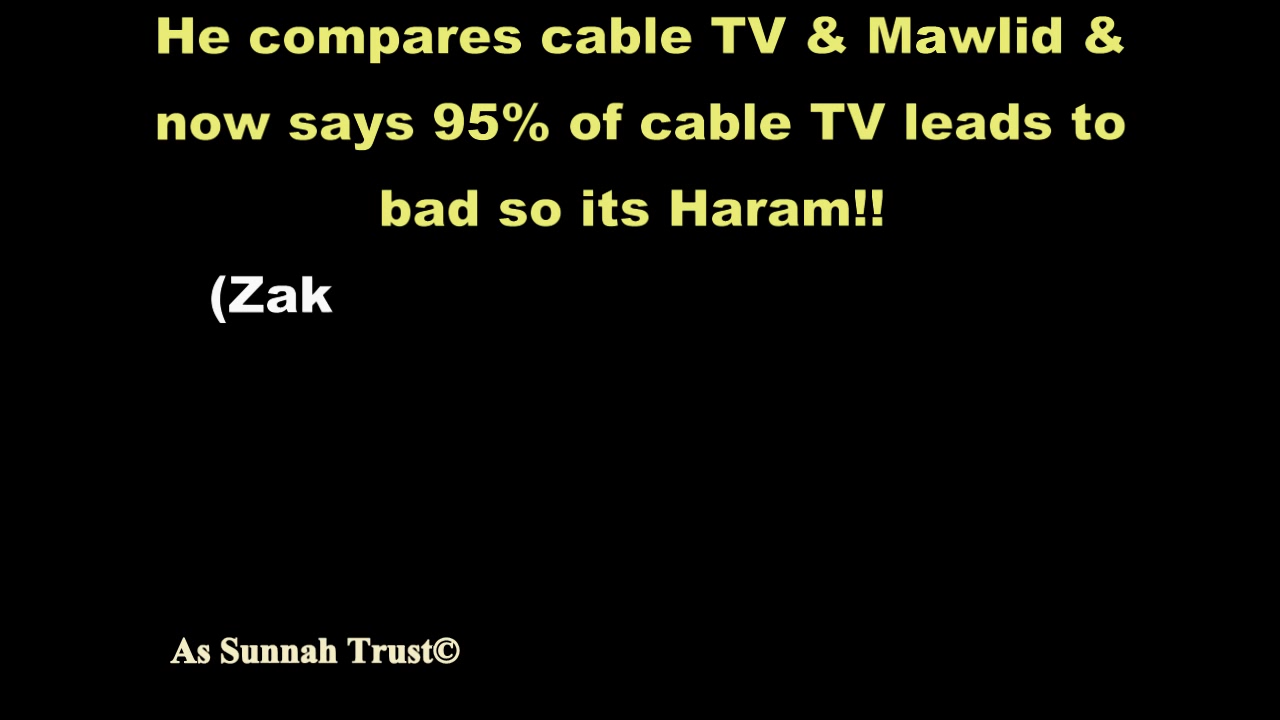 He compares cable TV & Mawlid &
now says 95% of cable TV leads to
bad so its Haram!!
(Zak
As Sunnah Trust©